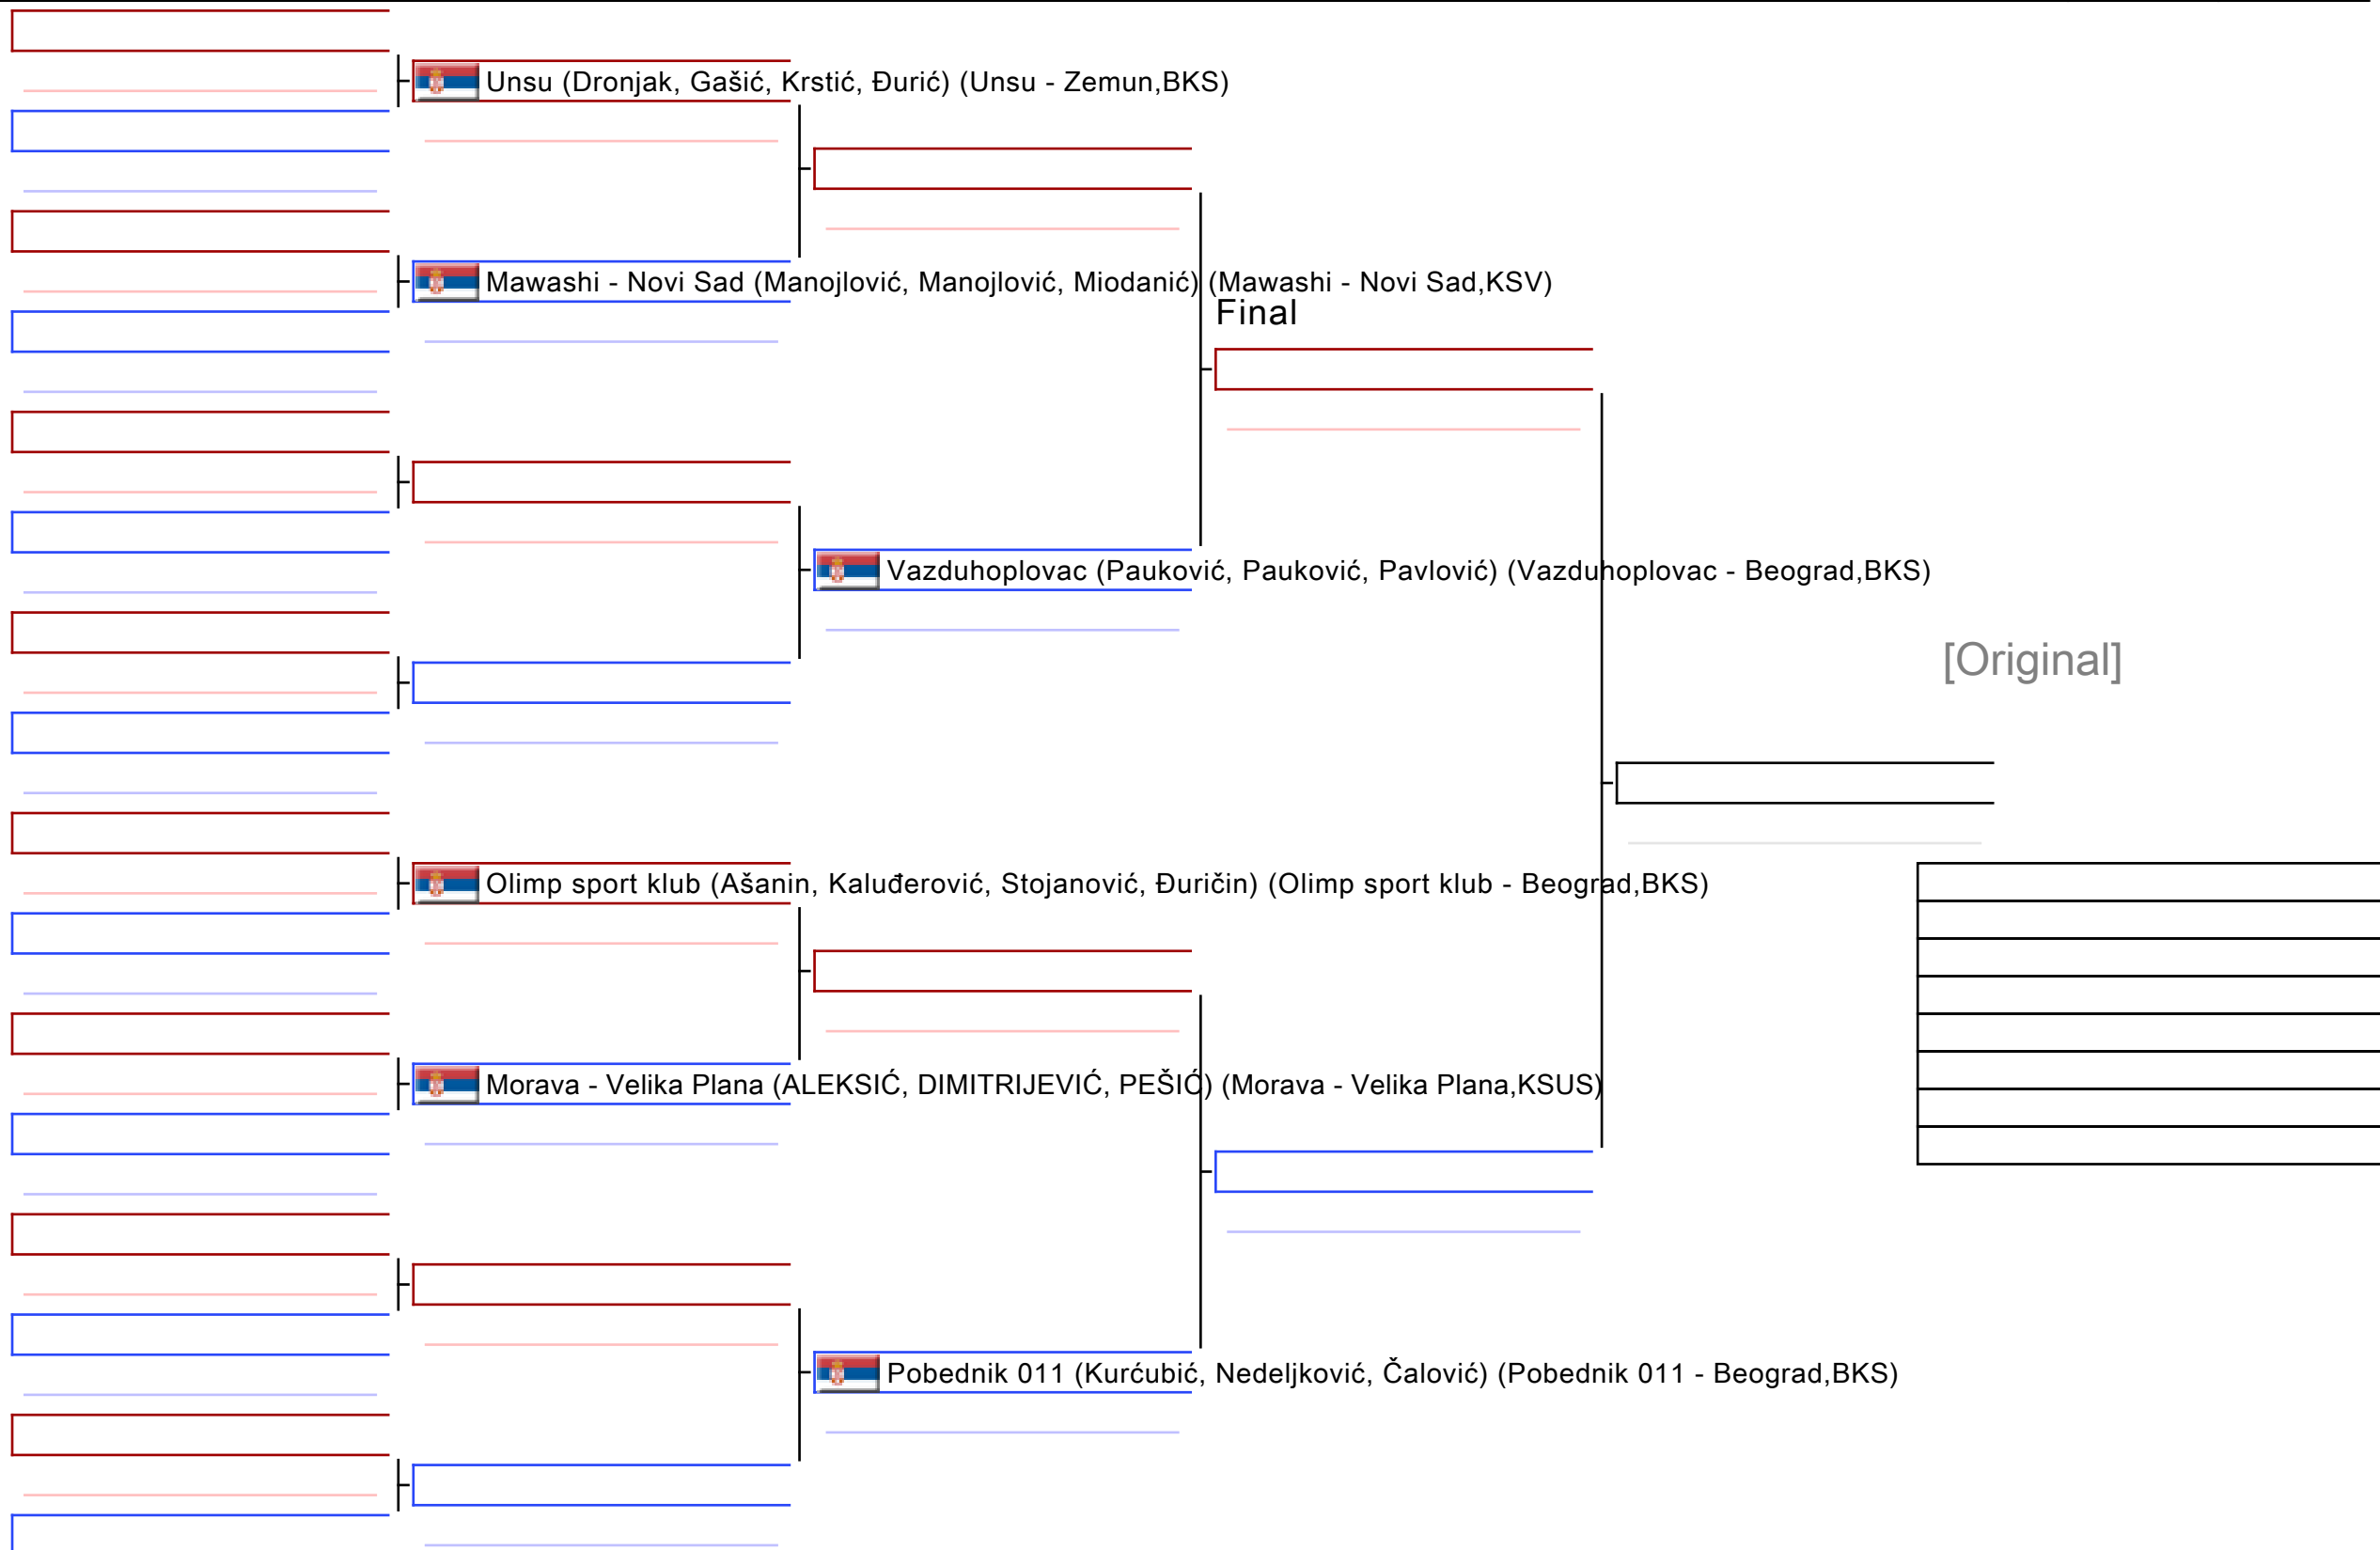 Unsu (Dronjak, Gašić, Krstić, Đurić) (Unsu - Zemun,BKS)
Mawashi - Novi Sad (Manojlović, Manojlović, Miodanić) (Mawashi - Novi Sad,KSV)
Final
Vazduhoplovac (Pauković, Pauković, Pavlović) (Vazduhoplovac - Beograd,BKS)
[Original]
Olimp sport klub (Ašanin, Kaluđerović, Stojanović, Đuričin) (Olimp sport klub - Beograd,BKS)
Morava - Velika Plana (ALEKSIĆ, DIMITRIJEVIĆ, PEŠIĆ) (Morava - Velika Plana,KSUS)
Pobednik 011 (Kurćubić, Nedeljković, Čalović) (Pobednik 011 - Beograd,BKS)